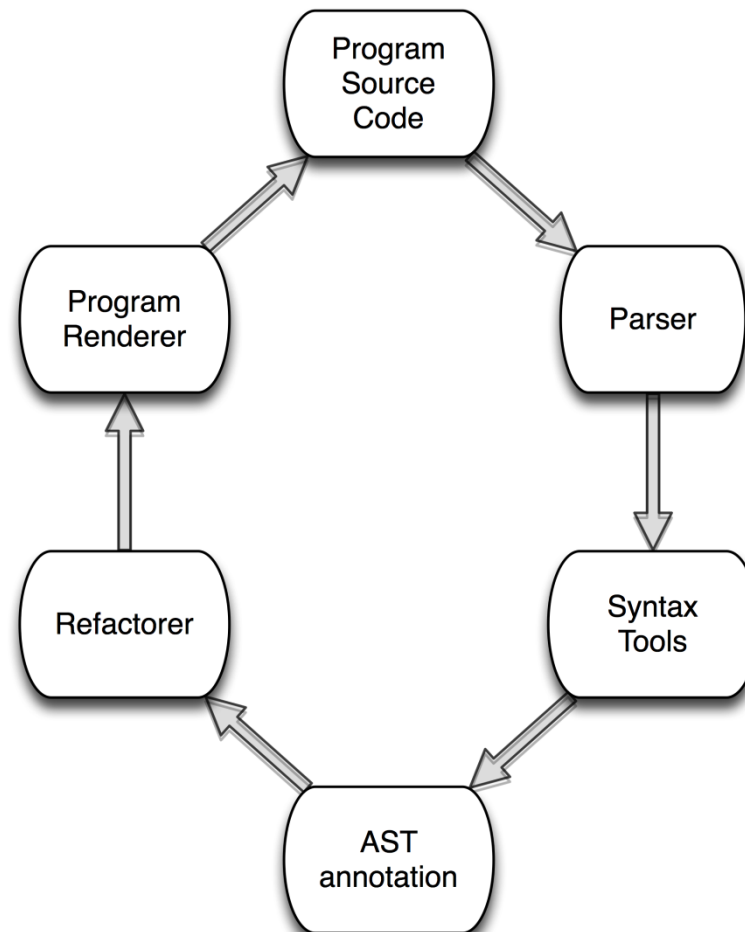 Program
Source
Code
Program
Renderer
Parser
Refactorer
Syntax
Tools
AST
annotation